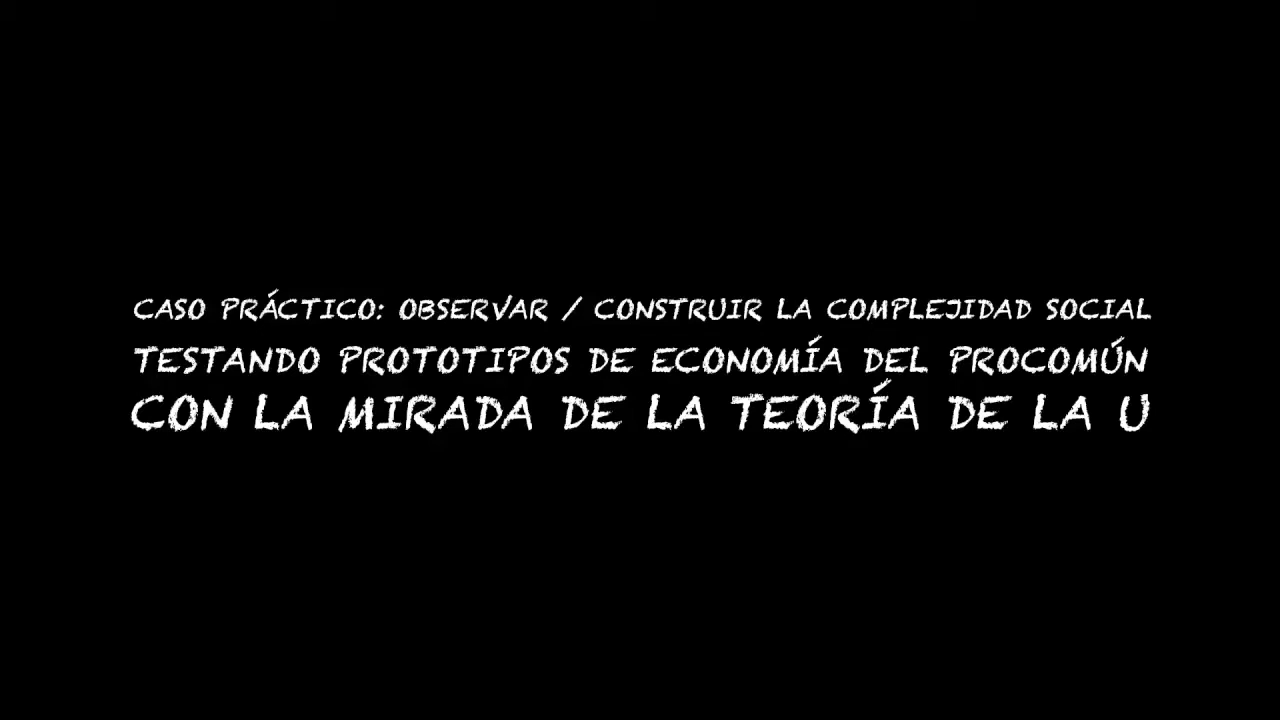 CASO PRÁCTICO: OBSERVAR / CONSTRUIR LA COMPLEJIDAD SOCIAL
TESTANDO PROTOTIPOS DE ECONOMÍA DEL PROCOMÚN
CON LA MIRADA DE LA TEORÍA DE LA U